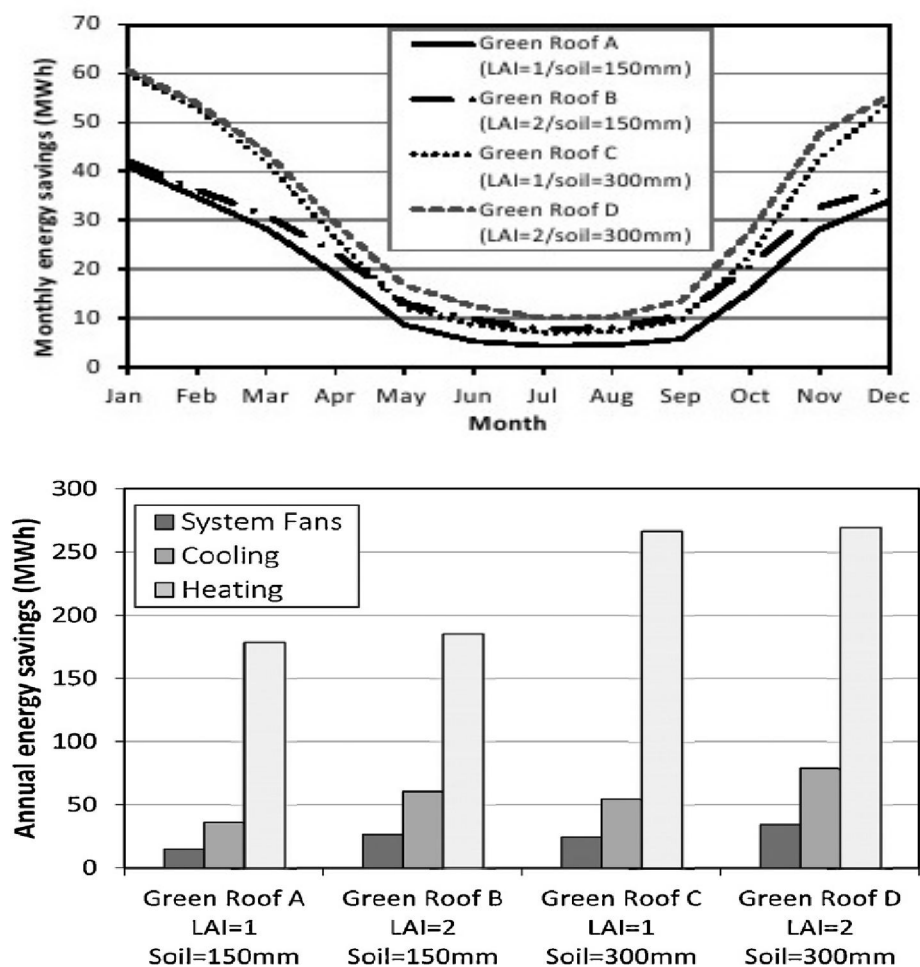 Monthly energy savings (MWh)
70
60
50
40
30
20
10
0
Green Roof A
(LAI=1/soil=150mm)
Green Roof B
(LAI=2/soil=150mm)
Green Roof C
(LAI=1/soil=300mm)
Green Roof D
(LAI=2/soil=300mm)
Jan Feb Mar Apr May Jun Jul Aug Sep Oct Nov Dec
Month
Annual energy savings (MWh)
300
250
200
150
100
50
0
System Fans
Cooling
Heating
Green Roof A Green Roof B Green Roof C Green Roof D
LAI=1 LAI=2 LAI=1 LAI=2
Soil=150mm Soil=150mm Soil=300mm Soil=300mm